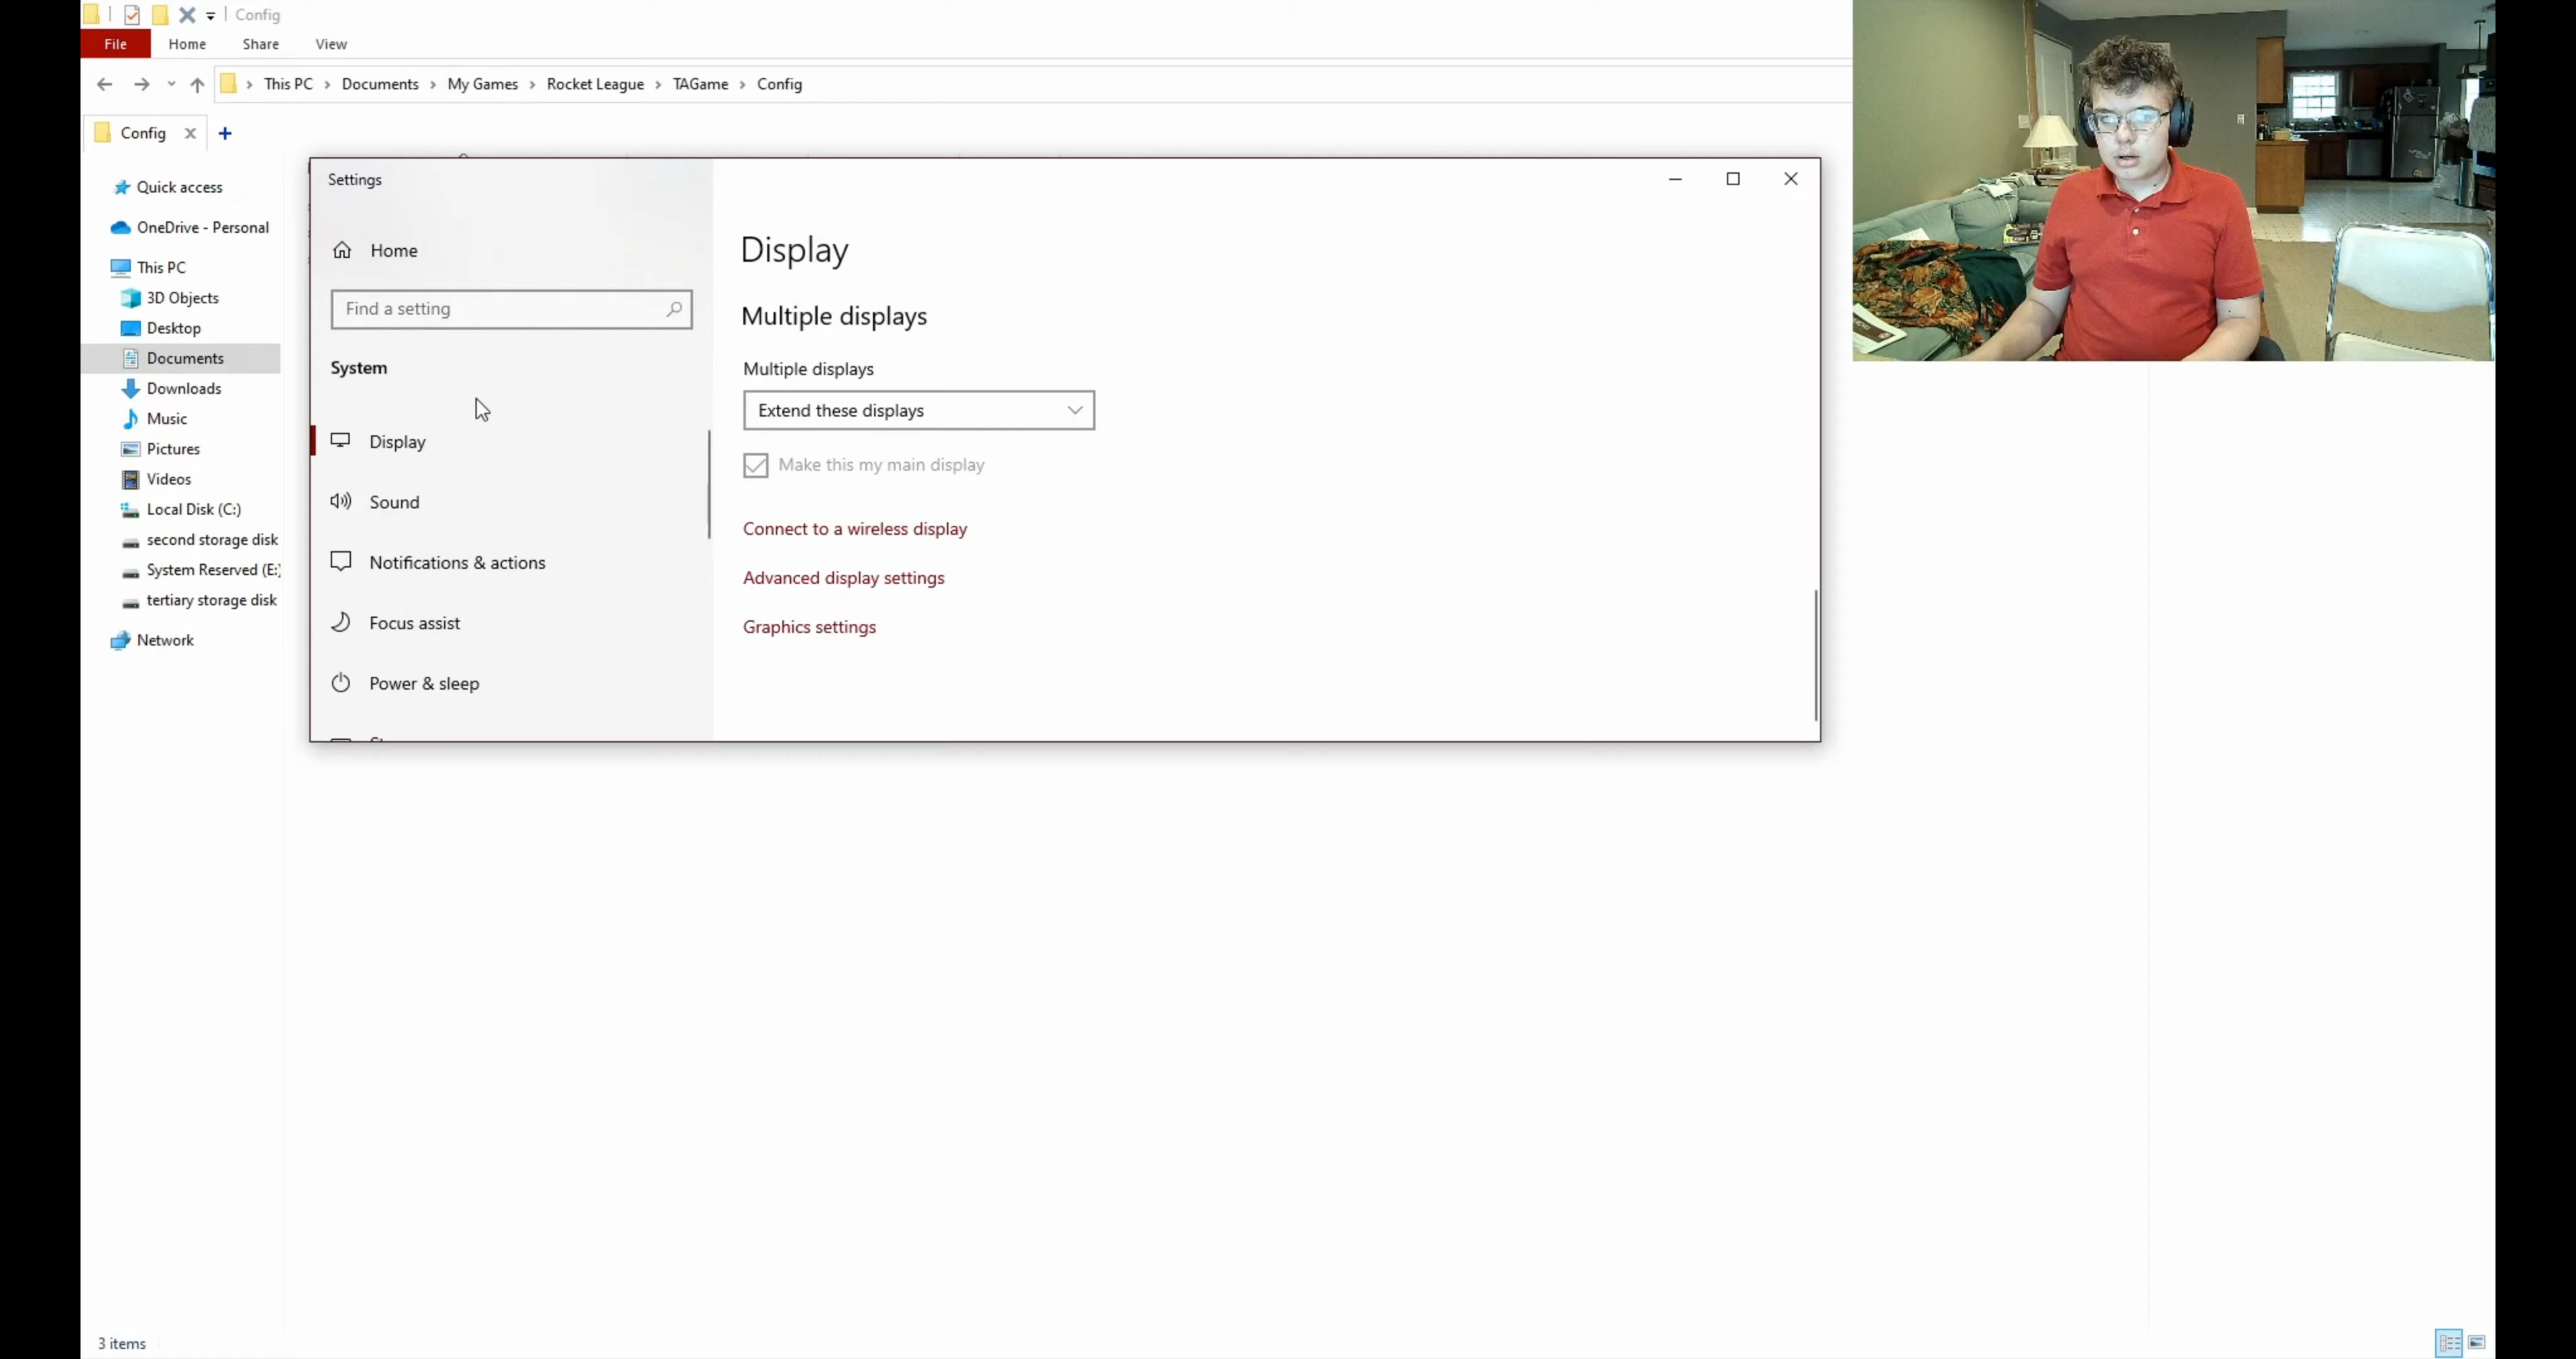 Config
File Home Share View
This PC Documents My Games Rocket League TAGame Config
Config
Quick access
OneDrive - Personal
This PC
3D Objects
Desktop
Documents
Downloads
Music
Pictures
Videos
Local Disk (C:)
second storage disk
System Reserved (E:)
tertiary storage disk
Network
Settings
Home
Find a setting
System
Display
Sound
Notifications & actions
Focus assist
Power & sleep
Display
Multiple displays
Multiple displays
Extend these displays
Make this my main display
Connect to a wireless display
Advanced display settings
Graphics settings
3 items